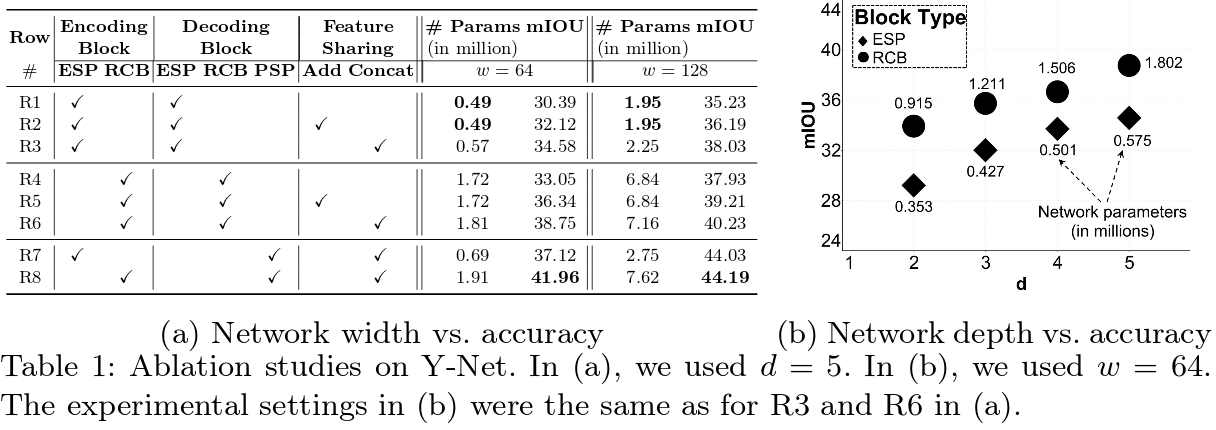 Row Encoding Block Decoding Block Feature Sharing # Params mIOU (in million) # Params mIOU (in million)
# ESP RCB ESP RCB PSP Add Concat w = 64 w = 128
R1 ✓ ✓ 0.49 30.39 1.95 35.23
R2 ✓ ✓ ✓ 0.49 32.12 1.95 36.19
R3 ✓ ✓ ✓ 0.57 34.58 2.25 38.03
R4 ✓ ✓ 1.72 33.05 6.84 37.93
R5 ✓ ✓ ✓ 1.72 36.34 6.84 39.21
R6 ✓ ✓ ✓ 1.81 38.75 7.16 40.23
R7 ✓ ✓ ✓ 0.69 37.12 2.75 44.03
R8 ✓ ✓ ✓ 1.91 41.96 7.62 44.19
(a) Network width vs. accuracy
44
40
36
32
28
24
mIOU
Block Type
ESP
RCB
0.915
1.211
1.506
1.802
0.353
0.427
0.501
0.575
Network parameters
(in millions)
1 2 3 4 5
d
(b) Network depth vs. accuracy
Table 1: Ablation studies on Y-Net. In (a), we used d = 5. In (b), we used w = 64.
The experimental settings in (b) were the same as for R3 and R6 in (a).